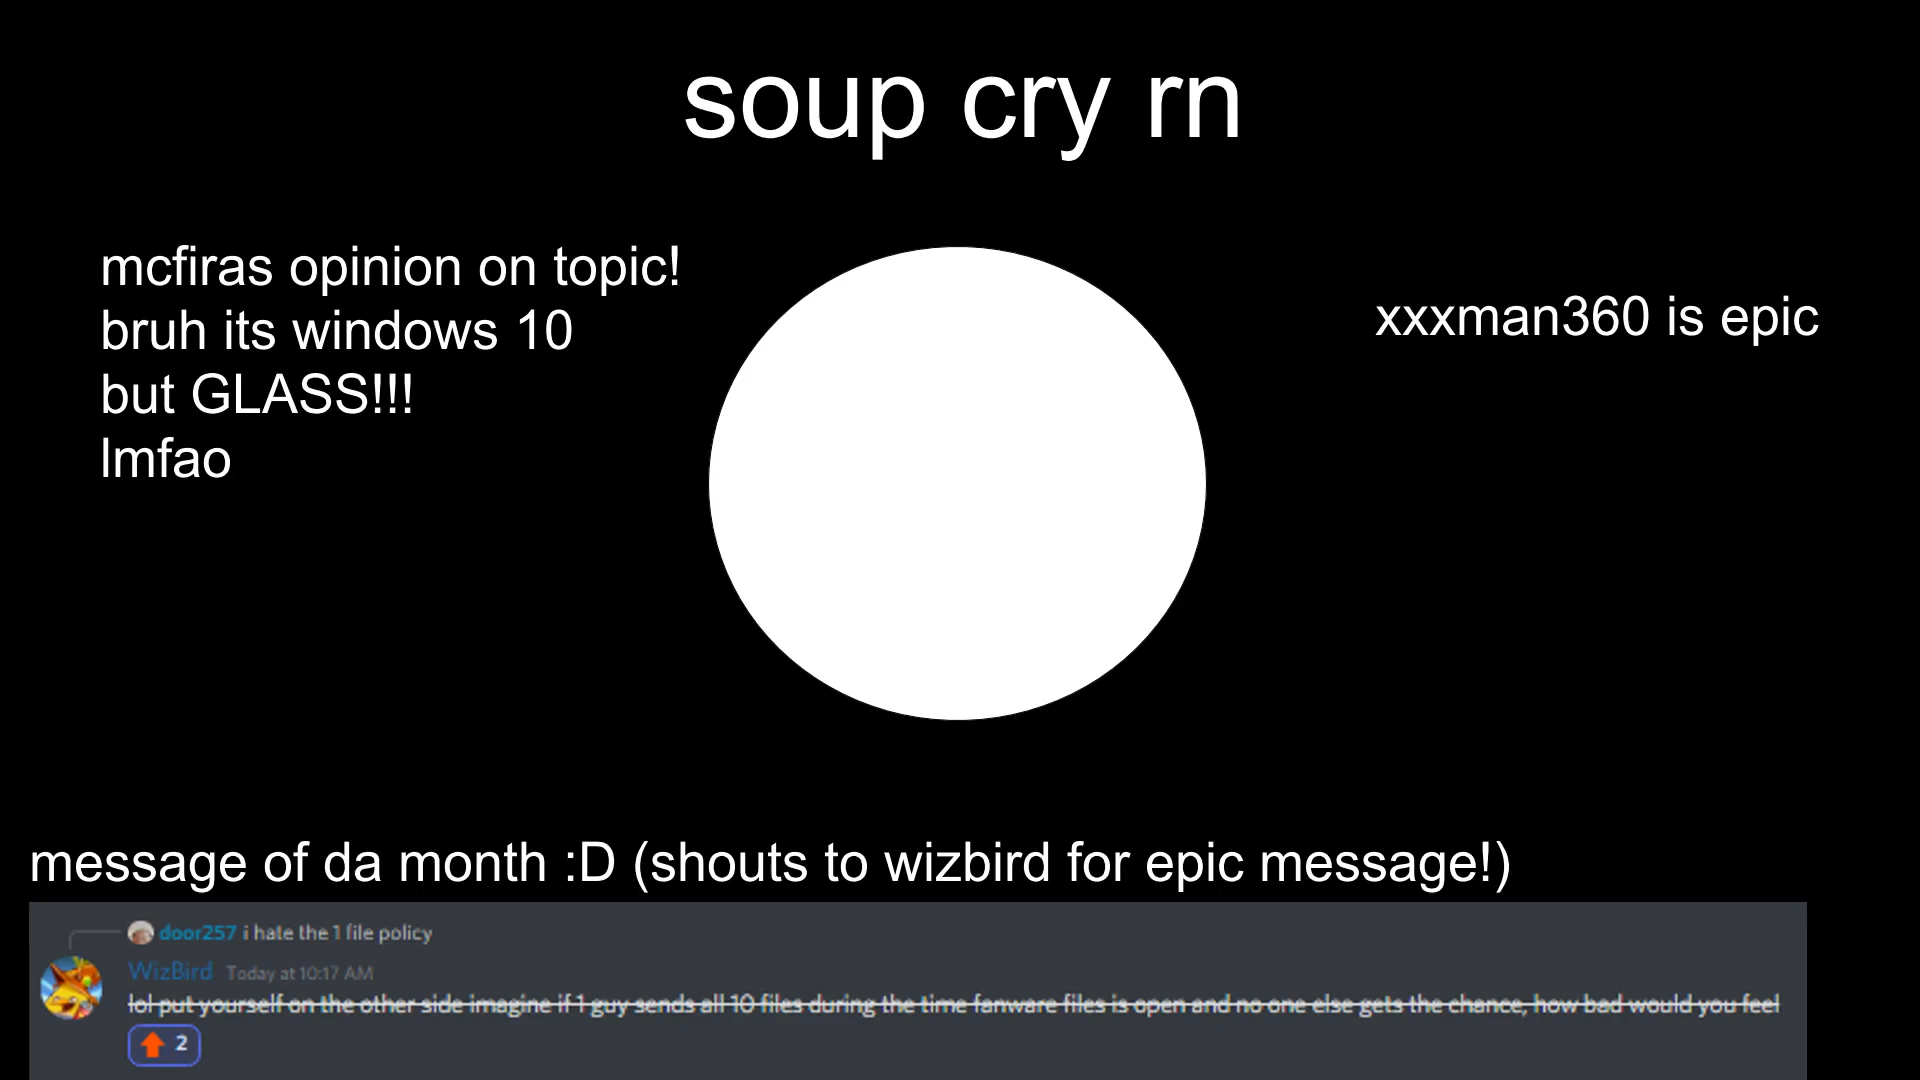 soup cry rn
mcfiras opinion on topic!
bruh its windows 10
but GLASS!!!
lmfao
xxxman360 is epic
message of da month :D (shouts to wizbird for epic message!)
door257 i hate the 1 file policy
WizBird Today at 10:17 AM
lol put yourself on the other side imagine if 1 guy sends all 10 files during the time fanware files is open and no one else gets the chance, how bad would you feel
2